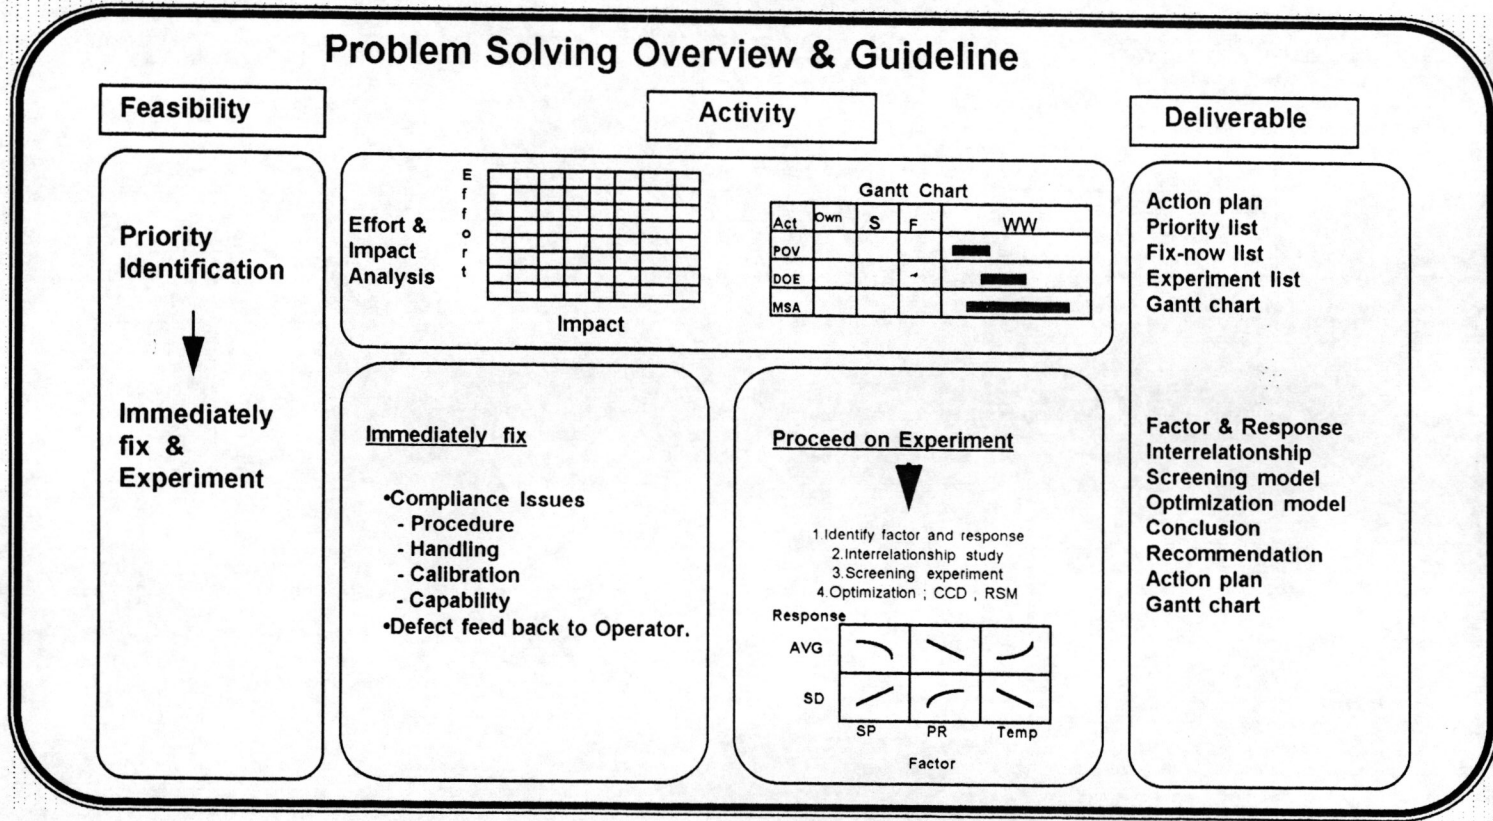 Problem Solving Overview & Guideline
Feasibility
Activity
Deliverable
Priority
Identification
Immediately
fix &
Experiment
Effort &
Impact
Analysis
Effort
Impact
Gantt Chart
Act Own S F WW
POV
DOE
MSA
Immediately fix
•Compliance Issues
- Procedure
- Handling
- Calibration
- Capability
•Defect feed back to Operator.
Proceed on Experiment
1.Identify factor and response
2.Interrelationship study
3.Screening experiment
4.Optimization ; CCD , RSM
Response
AVG
SD
SP PR Temp
Factor
Action plan
Priority list
Fix-now list
Experiment list
Gantt chart
Factor & Response
Interrelationship
Screening model
Optimization model
Conclusion
Recommendation
Action plan
Gantt chart